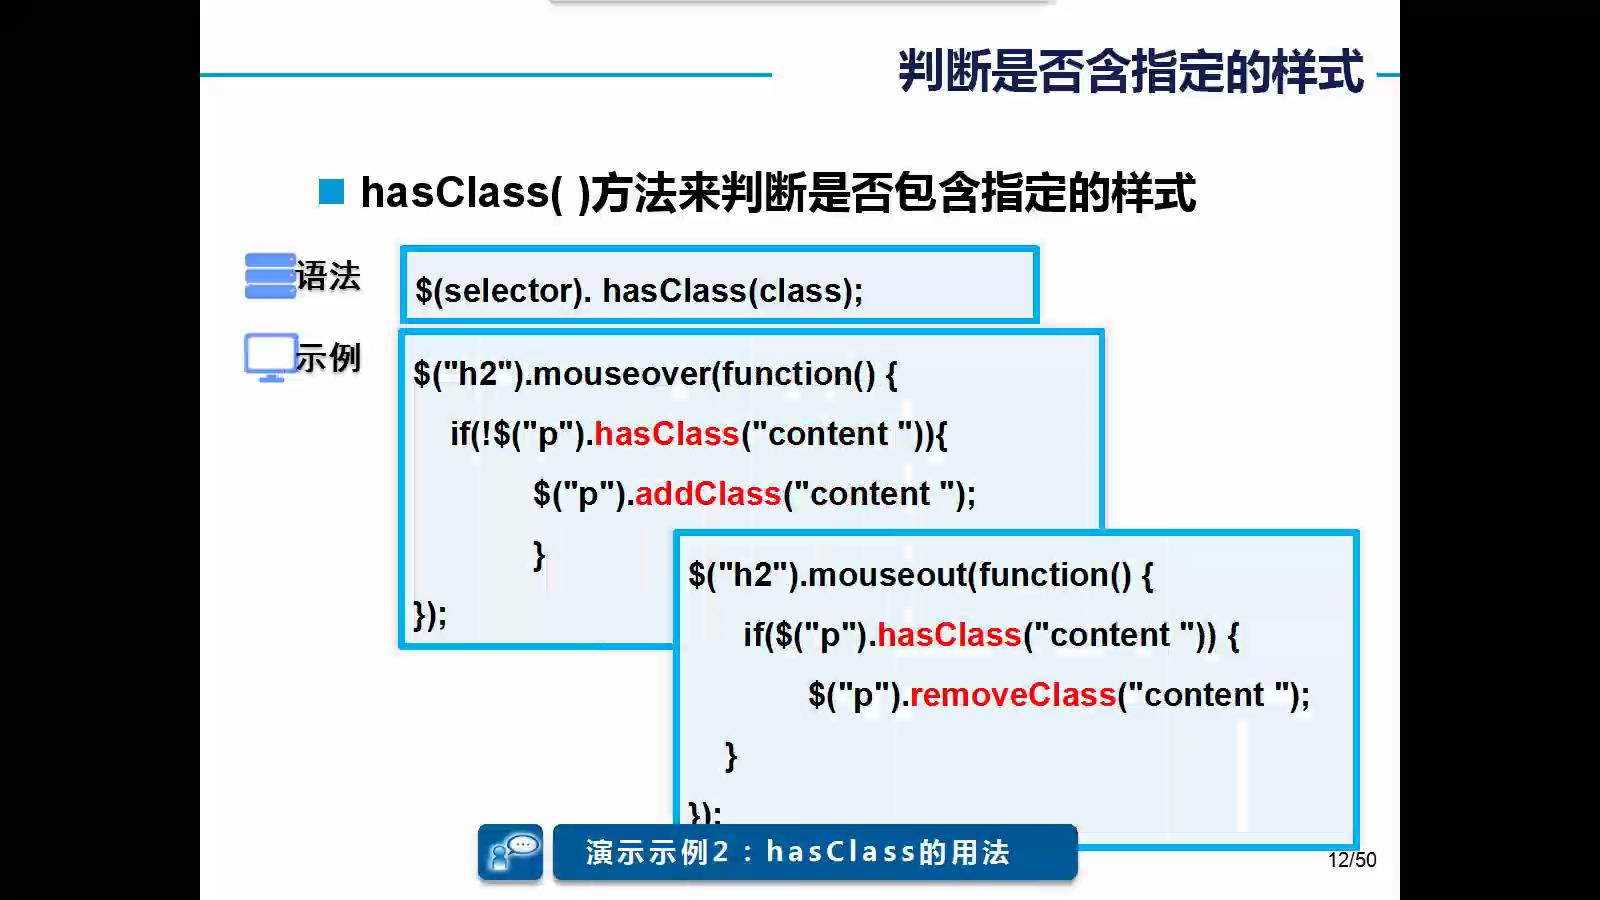 判断是否含指定的样式
hasClass( )方法来判断是否包含指定的样式
语法
$(selector). hasClass(class);
示例
$("h2").mouseover(function() {
if(!$("p").hasClass("content ")){
$("p").addClass("content ");
}
});
$("h2").mouseout(function() {
if($("p").hasClass("content ")) {
$("p").removeClass("content ");
}
});
演示示例2：hasClass的用法
12/50